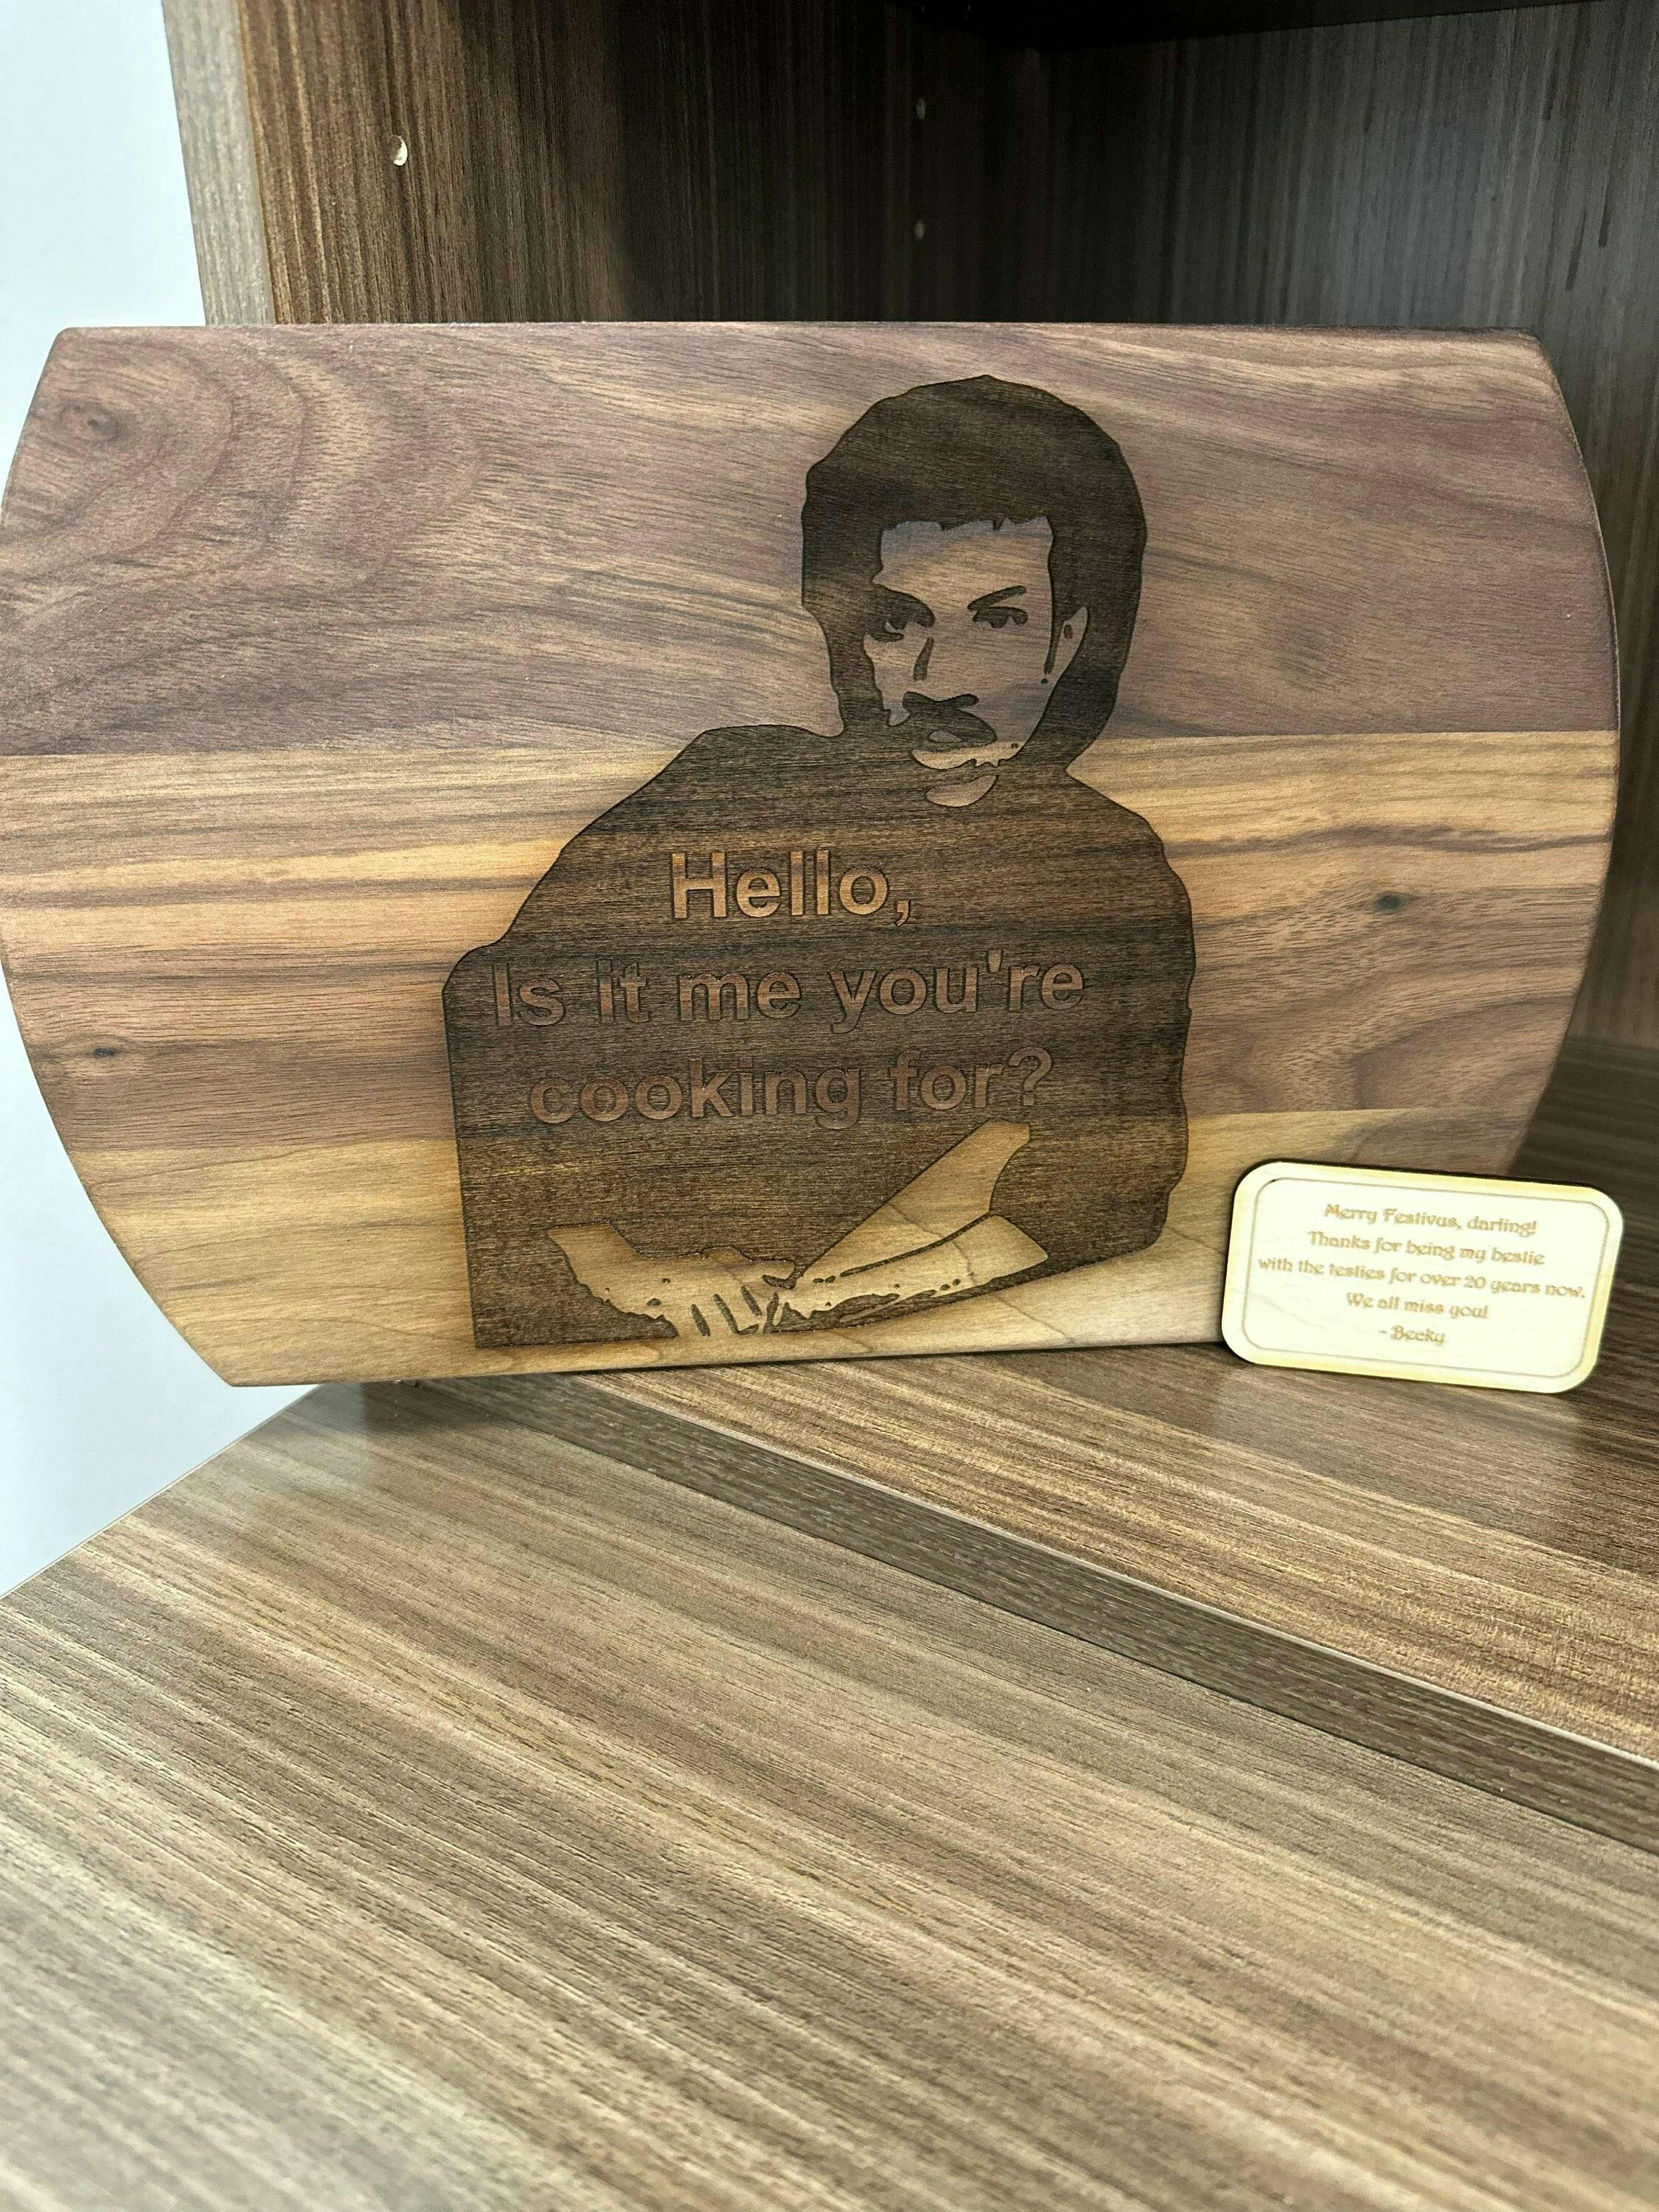 Hello,
Is it me you're
cooking for?
Merry Festivus, darling!
Thanks for being my bestie
with the testies for over 20 years now.
We all miss you!
- Becky